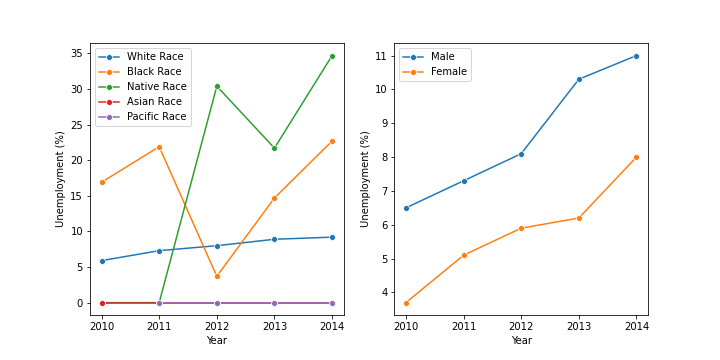 White Race
Black Race
Native Race
Asian Race
Pacific Race
Unemployment (%)
35
30
25
20
15
10
5
0
2010 2011 2012 2013 2014
Year
Male
Female
Unemployment (%)
11
10
9
8
7
6
5
4
2010 2011 2012 2013 2014
Year